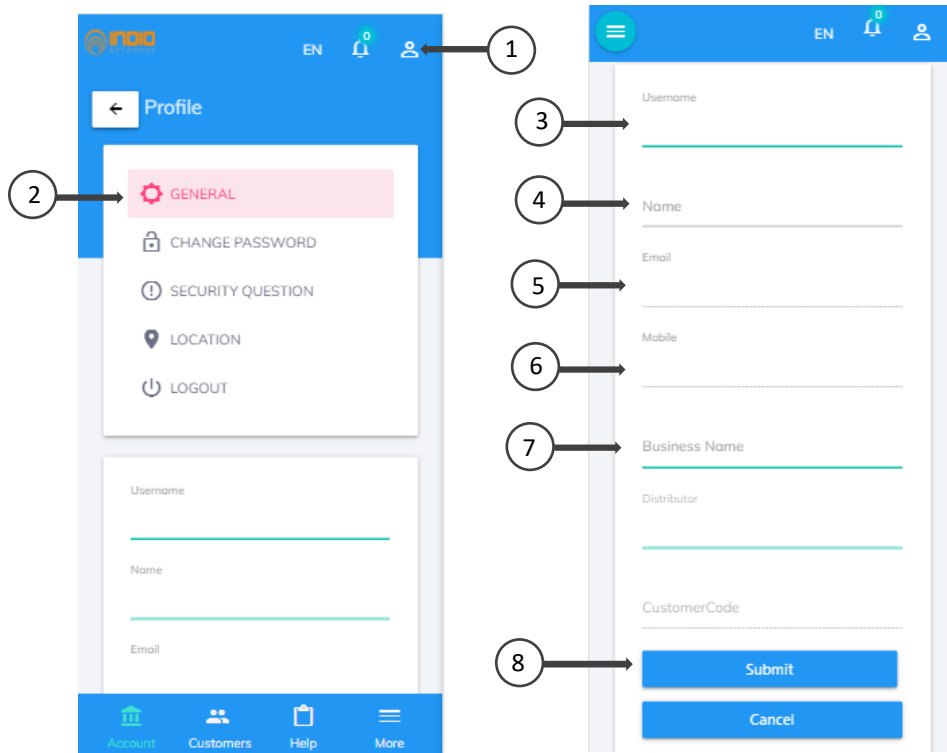 INDIO
NETWORKS
EN
0
1
Profile
2
GENERAL
CHANGE PASSWORD
SECURITY QUESTION
LOCATION
LOGOUT
Username
Name
Email
Account
Customers
Help
More
EN
0
3
Username
4
Name
5
Email
6
Mobile
7
Business Name
Distributor
CustomerCode
8
Submit
Cancel